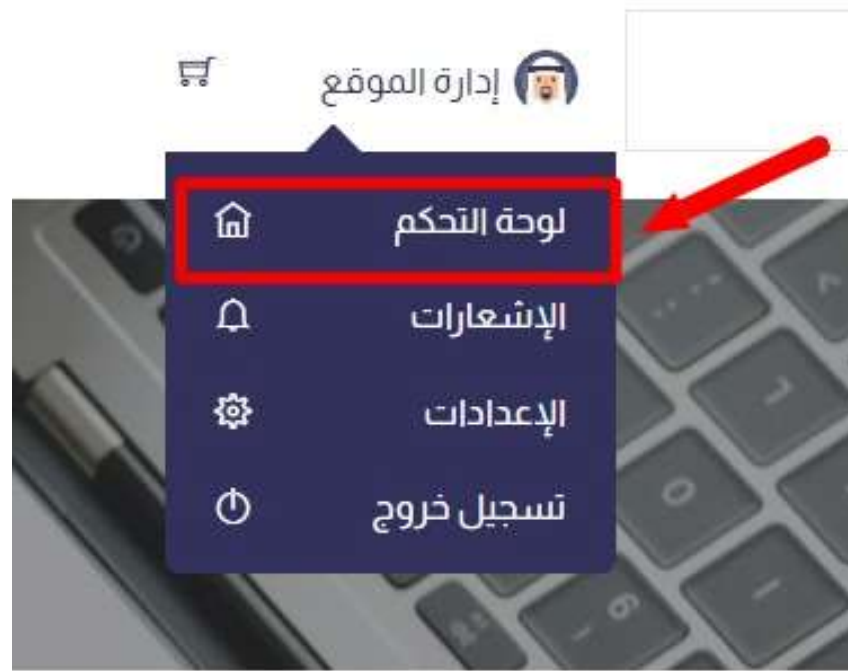 إدارة الموقع
لوحة التحكم
الإشعارات
الإعدادات
تسجيل خروج